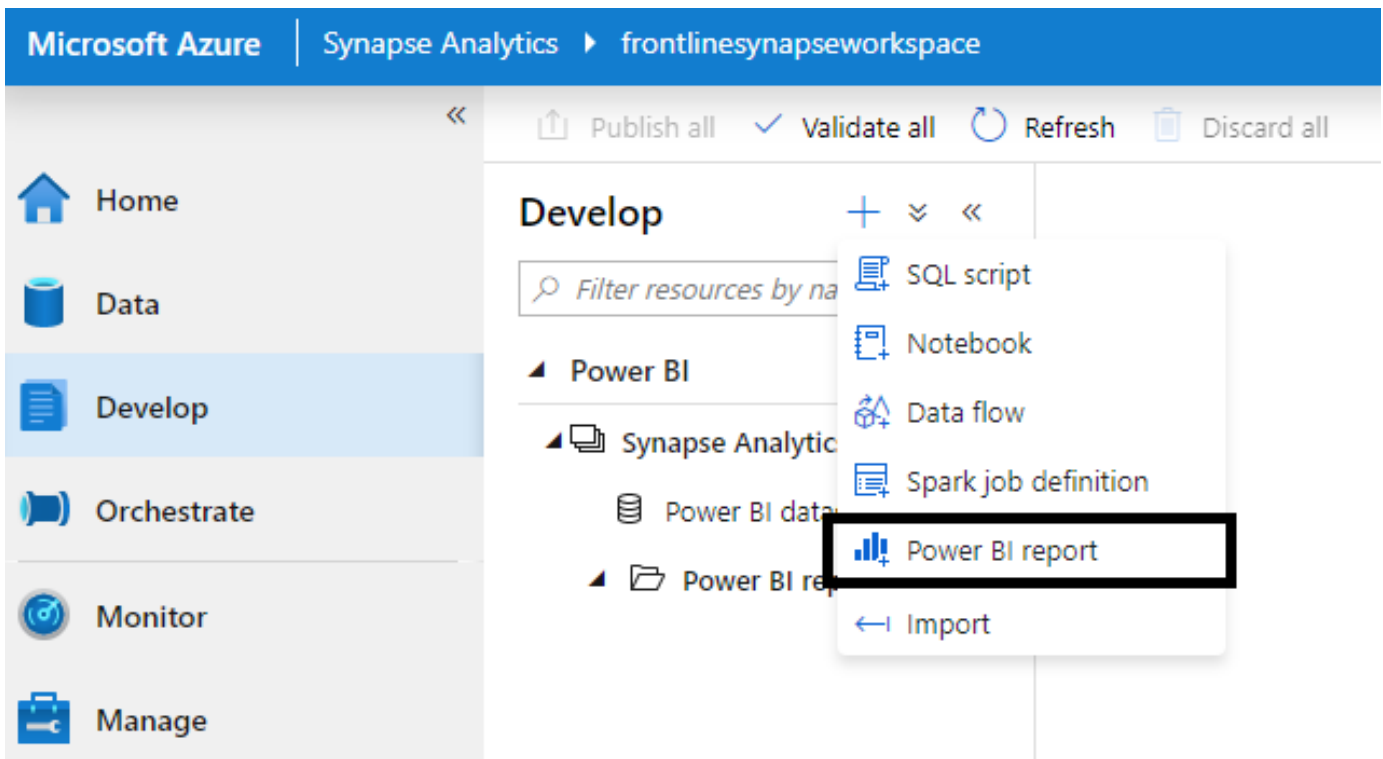 Microsoft Azure Synapse Analytics frontlinesynapseworkspace
Publish all Validate all Refresh Discard all
Home
Data
Develop
Orchestrate
Monitor
Manage
Develop
Filter resources by na
Power BI
Synapse Analytic
Power BI data
Power BI rep
SQL script
Notebook
Data flow
Spark job definition
Power BI report
Import